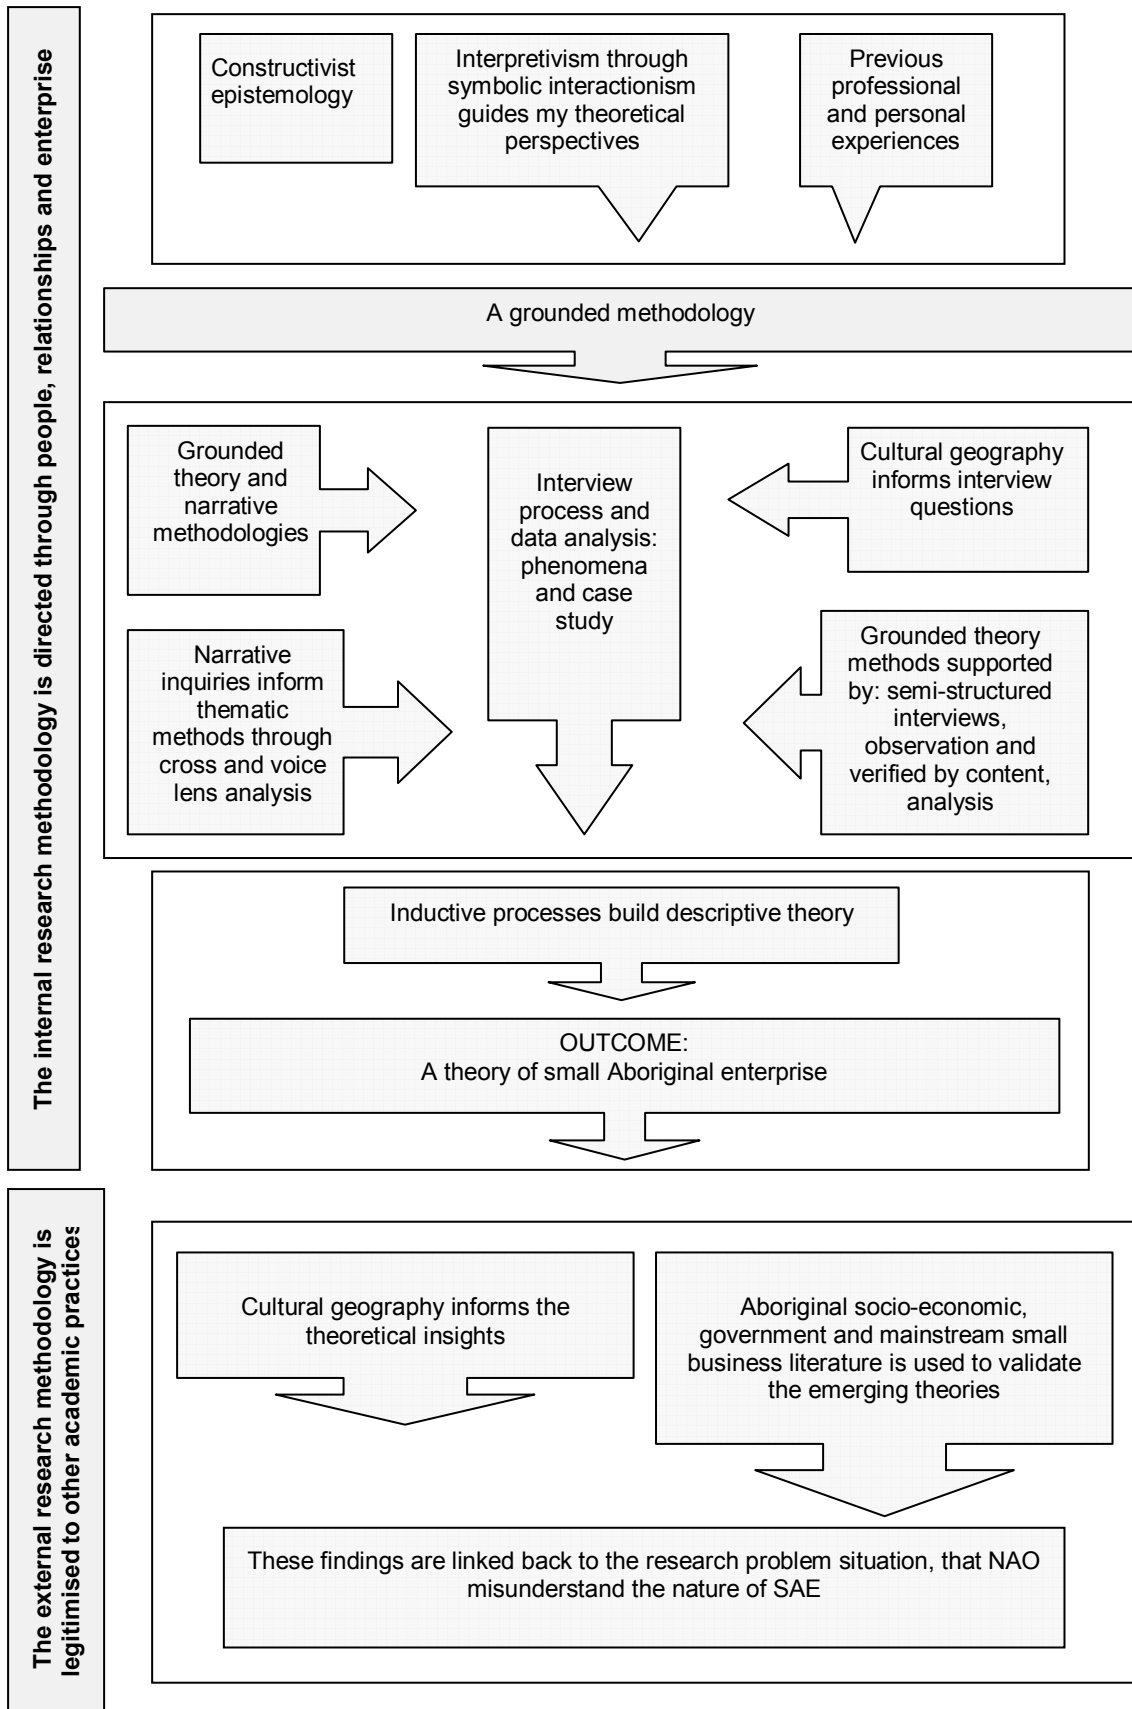 The internal research methodology is directed through people, relationships and enterprise
Constructivist
epistemology
Interpretivism through
symbolic interactionism
guides my theoretical
perspectives
Previous
professional
and personal
experiences
A grounded methodology
Grounded
theory and
narrative
methodologies
Interview
process and
data analysis:
phenomena
and case
study
Cultural geography
informs interview
questions
Narrative
inquiries inform
thematic
methods through
cross and voice
lens analysis
Grounded theory
methods supported
by: semi-structured
interviews,
observation and
verified by content,
analysis
Inductive processes build descriptive theory
OUTCOME:
A theory of small Aboriginal enterprise
The external research methodology is
legitimised to other academic practices
Cultural geography informs the
theoretical insights
Aboriginal socio-economic,
government and mainstream small
business literature is used to validate
the emerging theories
These findings are linked back to the research problem situation, that NAO
misunderstand the nature of SAE